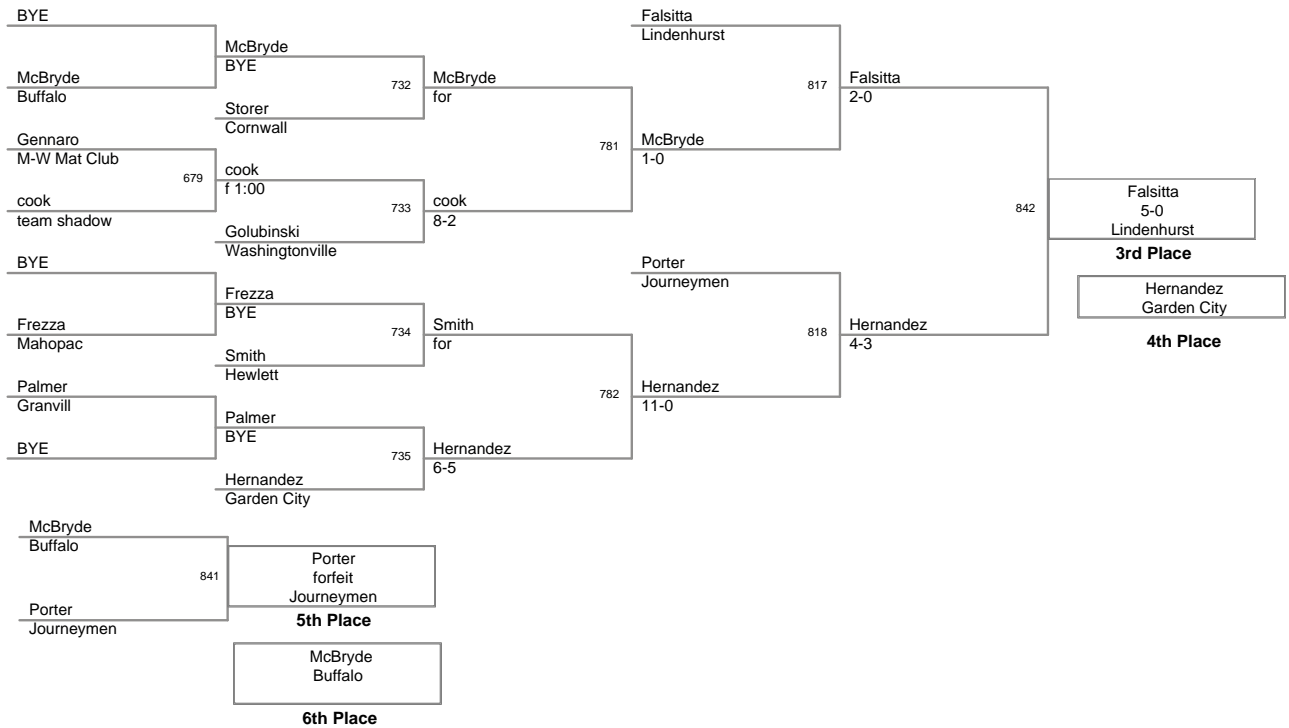 BYE
McBryde
Buffalo
Gennaro
M-W Mat Club
679
cook
team shadow
BYE
Frezza
Mahopac
Palmer
Granvill
BYE
McBryde
BYE
732
Storer
Cornwall
cook
f 1:00
733
Golubinski
Washingtonville
Frezza
BYE
734
Smith
Hewlett
Palmer
BYE
735
Hernandez
Garden City
McBryde
for
781
cook
8-2
Smith
for
782
Hernandez
6-5
Falsitta
Lindenhurst
817
McBryde
1-0
Porter
Journeymen
818
Hernandez
11-0
Falsitta
2-0
842
Hernandez
4-3
Falsitta
5-0
Lindenhurst
3rd Place
Hernandez
Garden City
4th Place
McBryde
Buffalo
841
Porter
Journeymen
Porter
forfeit
Journeymen
5th Place
McBryde
Buffalo
6th Place